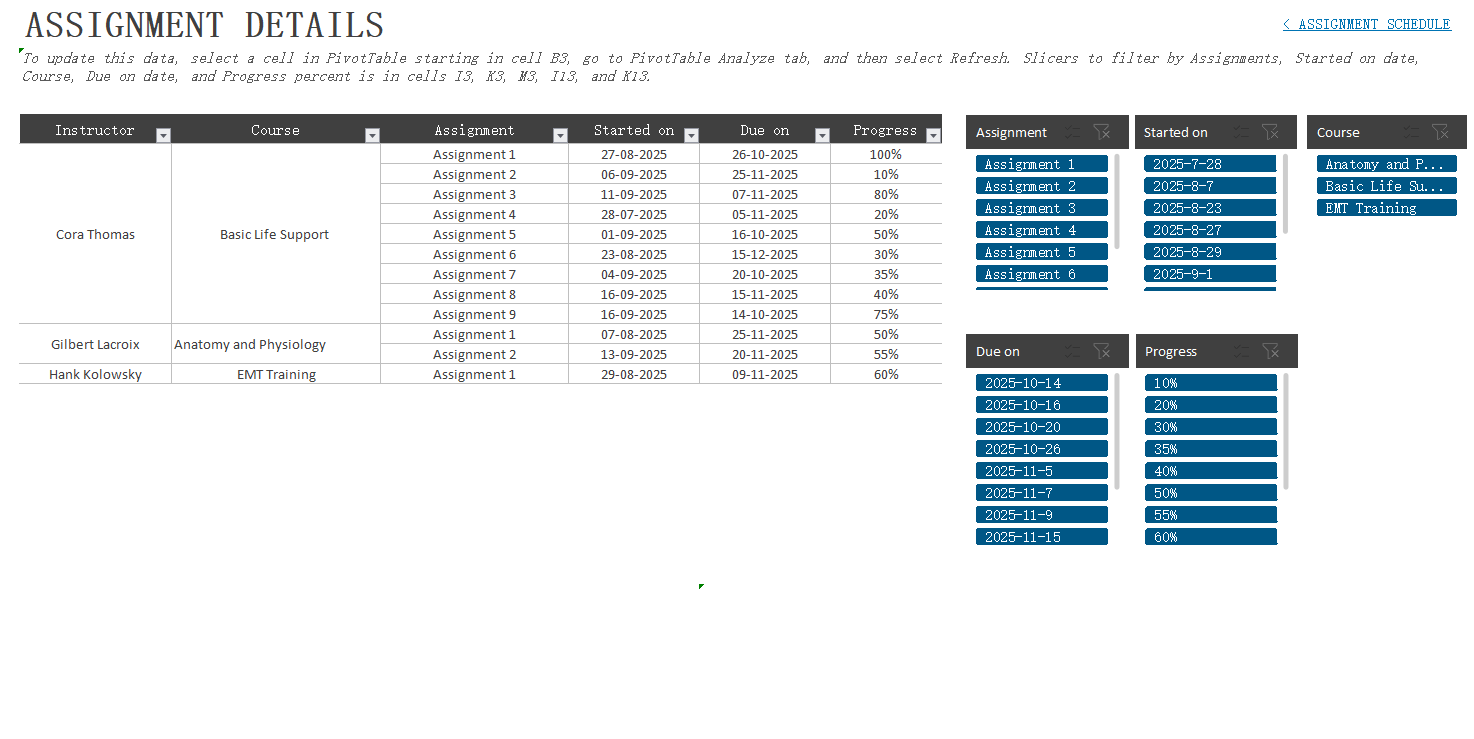 ASSIGNMENT DETAILS
< ASSIGNMENT SCHEDULE
To update this data, select a cell in PivotTable starting in cell B3, go to PivotTable Analyze tab, and then select Refresh. Slicers to filter by Assignments, Started on date,
Course, Due on date, and Progress percent is in cells I3, K3, M3, I13, and K13.
Instructor Course Assignment Started on Due on Progress
Assignment 1 27-08-2025 26-10-2025 100%
Assignment 2 06-09-2025 25-11-2025 10%
Assignment 3 11-09-2025 07-11-2025 80%
Assignment 4 28-07-2025 05-11-2025 20%
Cora Thomas Basic Life Support Assignment 5 01-09-2025 16-10-2025 50%
Assignment 6 23-08-2025 15-12-2025 30%
Assignment 7 04-09-2025 20-10-2025 35%
Assignment 8 16-09-2025 15-11-2025 40%
Assignment 9 16-09-2025 14-10-2025 75%
Gilbert Lacroix Anatomy and Physiology Assignment 1 07-08-2025 25-11-2025 50%
Assignment 2 13-09-2025 20-11-2025 55%
Hank Kolowsky EMT Training Assignment 1 29-08-2025 09-11-2025 60%
Assignment
Assignment 1
Assignment 2
Assignment 3
Assignment 4
Assignment 5
Assignment 6
Started on
2025-7-28
2025-8-7
2025-8-23
2025-8-27
2025-8-29
2025-9-1
Course
Anatomy and P...
Basic Life Su...
EMT Training
Due on
2025-10-14
2025-10-16
2025-10-20
2025-10-26
2025-11-5
2025-11-7
2025-11-9
2025-11-15
Progress
10%
20%
30%
35%
40%
50%
55%
60%